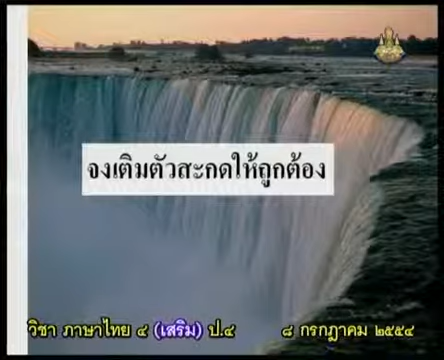 จงเติมตัวสะกดให้ถูกต้อง
วิชา ภาษาไทย ๔ (เสริม) ป.๔ ๘ กรกฎาคม ๒๕๕๔